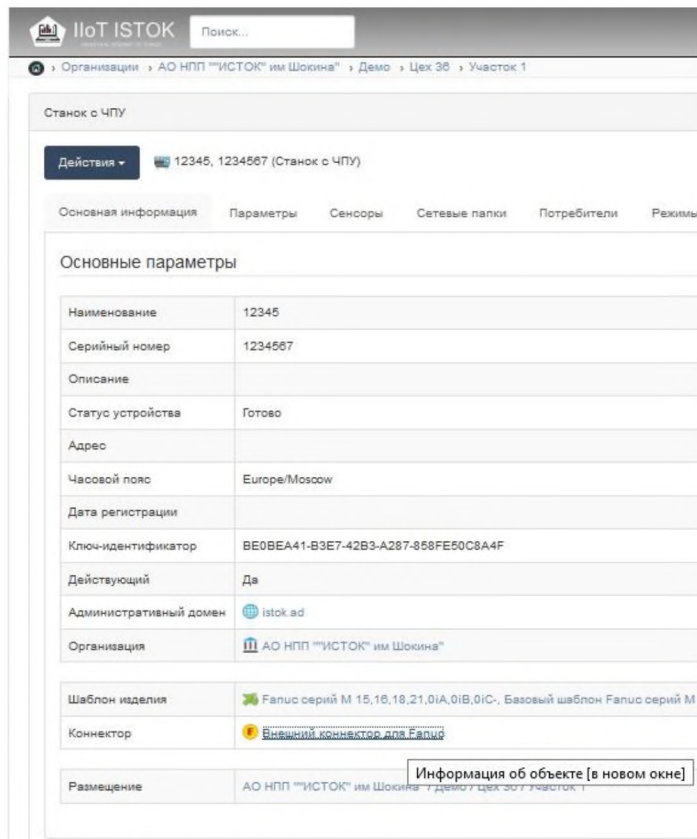 IIoT ISTOK Поиск...
Организации › АО НПП ""ИСТОК" им Шокина" › Демо › Цех 36 › Участок 1
Станок с ЧПУ
Действия 12345, 1234567 (Станок с ЧПУ)
Основная информация Параметры Сенсоры Сетевые папки Потребители Режимы
Основные параметры
Наименование 12345
Серийный номер 1234567
Описание
Статус устройства Готово
Адрес
Часовой пояс Europe/Moscow
Дата регистрации
Ключ-идентификатор BE0BEA41-B3E7-42B3-A287-858FE50C8A4F
Действующий Да
Административный домен istok.ad
Организация АО НПП ""ИСТОК" им Шокина"
Шаблон изделия Fanuc серий M 15,16,18,21,0iA,0iB,0iC-, Базовый шаблон Fanuc серий M
Коннектор Внешний коннектор для Fanuc
Информация об объекте [в новом окне]
Размещение АО НПП ""ИСТОК" им Шокина" / Демо / Цех 36 / Участок 1